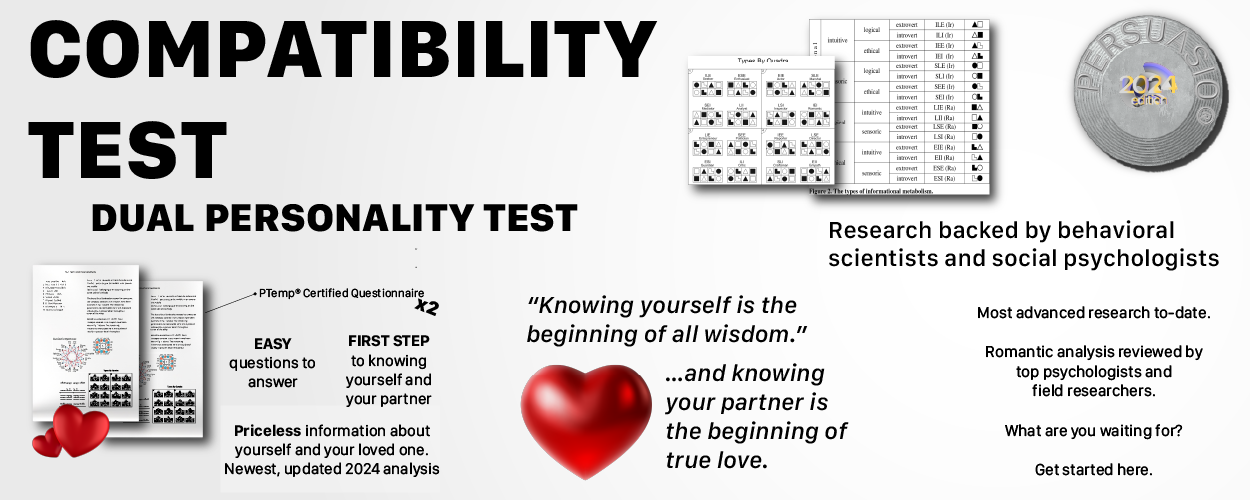 COMPATIBILITY
TEST
DUAL PERSONALITY TEST
PTemp® Certified Questionnaire
x2
EASY
questions to
answer
FIRST STEP
to knowing
yourself and
your partner
Priceless information about
yourself and your loved one.
Newest, updated 2024 analysis
“Knowing yourself is the
beginning of all wisdom.”
...and knowing
your partner is
the beginning of
true love.
Types By Quadra
intuitive
logical
extrovert ILE (Ir)
introvert ILI (Ir)
ethical
extrovert IEE (Ir)
introvert IEI (Ir)
logical
extrovert SLE (Ir)
introvert SLI (Ir)
ethical
extrovert SEE (Ir)
introvert SEI (Ir)
intuitive
extrovert LIE (Ra)
introvert LII (Ra)
sensoric
extrovert LSE (Ra)
introvert LSI (Ra)
intuitive
extrovert EIE (Ra)
introvert EII (Ra)
sensoric
extrovert ESE (Ra)
introvert ESI (Ra)
Figure 2. The types of informational metabolism.
PERSUASIO®
2024
edition
Research backed by behavioral
scientists and social psychologists
Most advanced research to-date.
Romantic analysis reviewed by
top psychologists and
field researchers.
What are you waiting for?
Get started here.